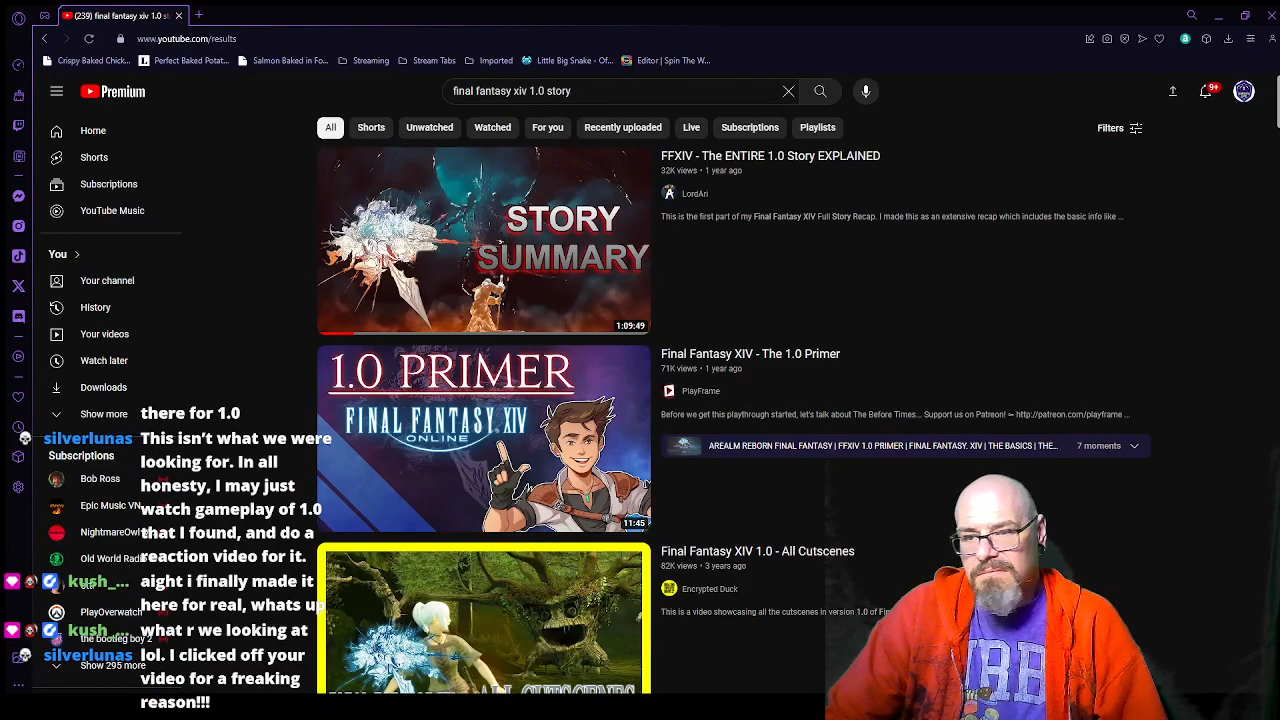 (239) final fantasy xiv 1.0 st
www.youtube.com/results
Crispy Baked Chick...
Perfect Baked Potat...
Salmon Baked in Fo...
Streaming
Stream Tabs
Imported
Little Big Snake - Of...
Editor | Spin The W...
Premium
final fantasy xiv 1.0 story
9+
All
Shorts
Unwatched
Watched
For you
Recently uploaded
Live
Subscriptions
Playlists
Filters
Home
Shorts
Subscriptions
YouTube Music
You
Your channel
History
Your videos
Watch later
Downloads
Show more
Subscriptions
Bob Ross
Epic Music VN
NightmareOwl
Old World Radi
PlayOverwatch
the bootleg boy 2
Show 295 more
there for 1.0
silverlunas This isn't what we were
looking for. In all
honesty, I may just
watch gameplay of 1.0
that I found, and do a
reaction video for it.
kush_... aight i finally made it
here for real, whats up
kush_... what r we looking at
silverlunas lol. I clicked off your
video for a freaking
reason!!!
STORY
SUMMARY
1:09:49
FFXIV - The ENTIRE 1.0 Story EXPLAINED
32K views • 1 year ago
LordAri
This is the first part of my Final Fantasy XIV Full Story Recap. I made this as an extensive recap which includes the basic info like ...
1.0 PRIMER
FINAL FANTASY XIV
ONLINE
11:45
Final Fantasy XIV - The 1.0 Primer
71K views • 1 year ago
PlayFrame
Before we get this playthrough started, let's talk about The Before Times... Support us on Patreon! ⇐ http://patreon.com/playframe ...
AREALM REBORN FINAL FANTASY | FFXIV 1.0 PRIMER | FINAL FANTASY. XIV | THE BASICS | THE...
7 moments
Final Fantasy XIV 1.0 - All Cutscenes
82K views • 3 years ago
Encrypted Duck
This is a video showcasing all the cutscenes in version 1.0 of Fin
ALL CUTSCENES